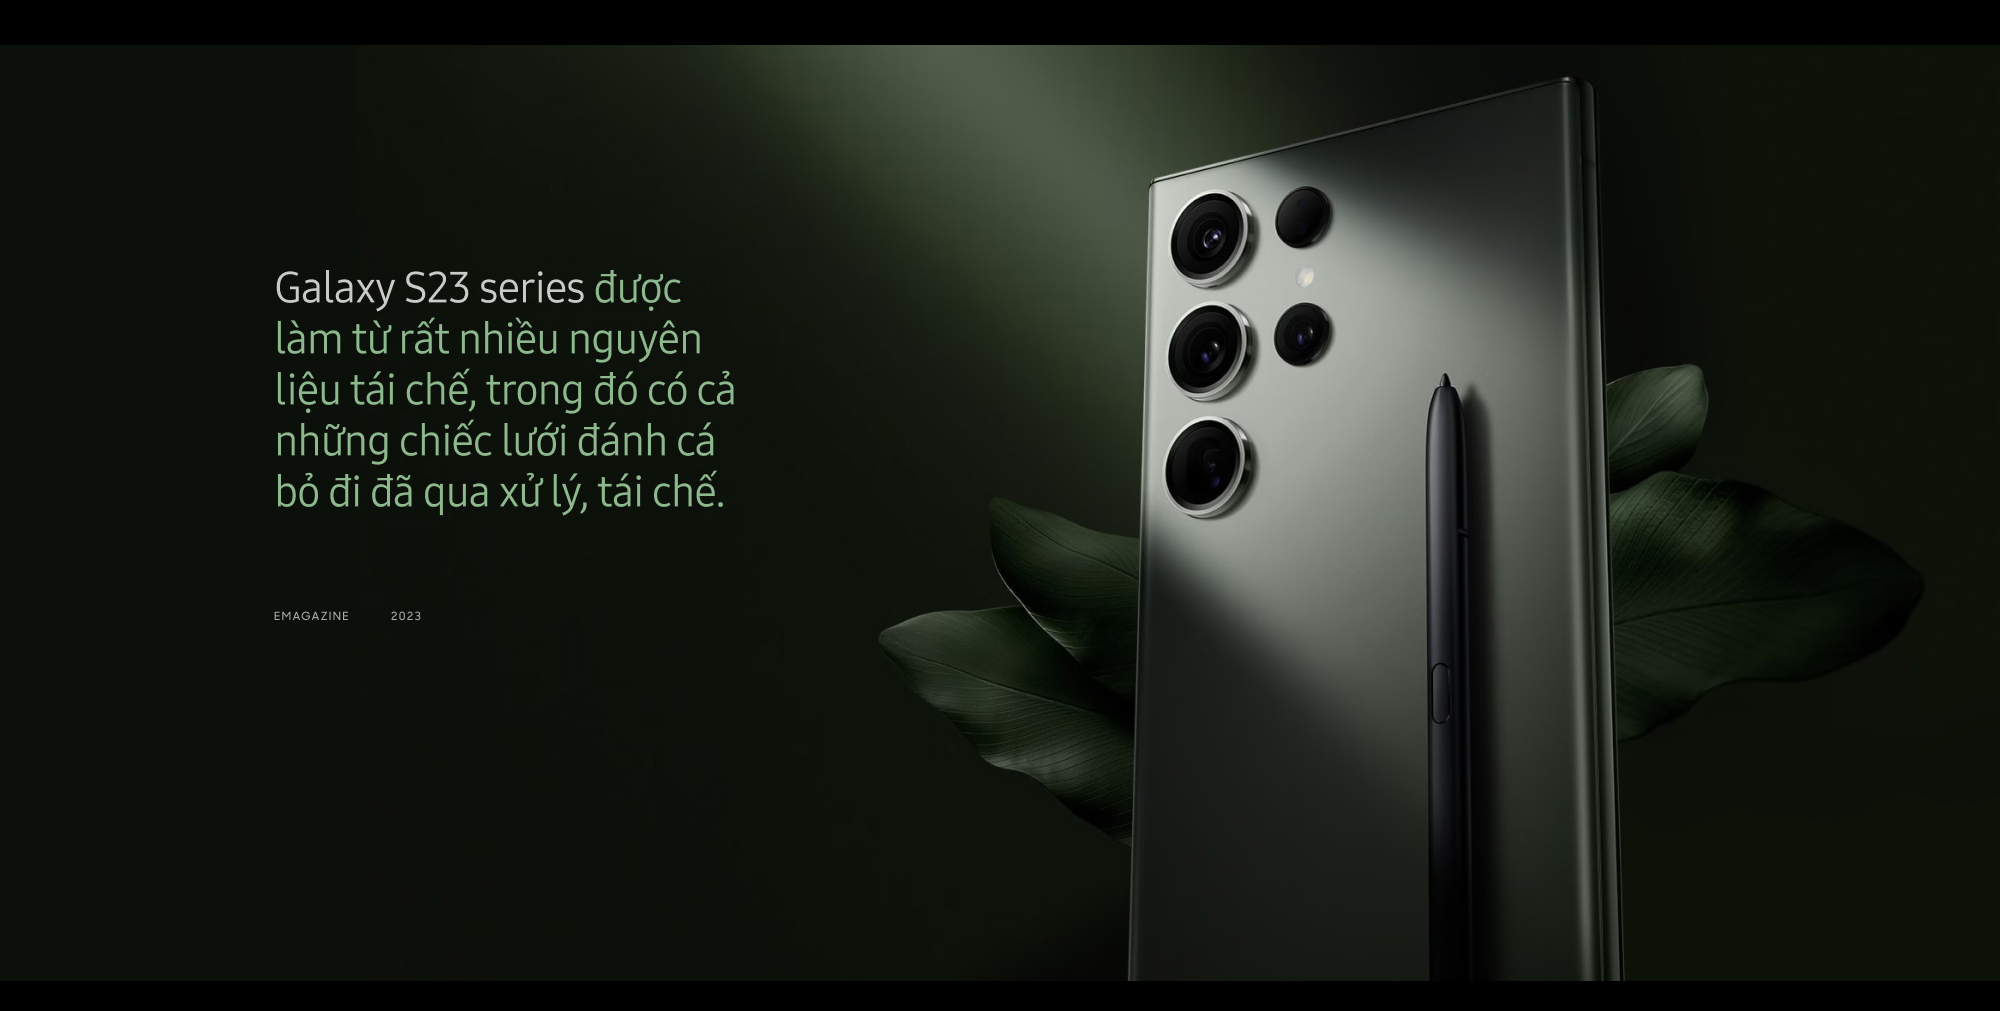 Galaxy S23 series được
làm từ rất nhiều nguyên
liệu tái chế, trong đó có cả
những chiếc lưới đánh cá
bỏ đi đã qua xử lý, tái chế.
EMAGAZINE 2023